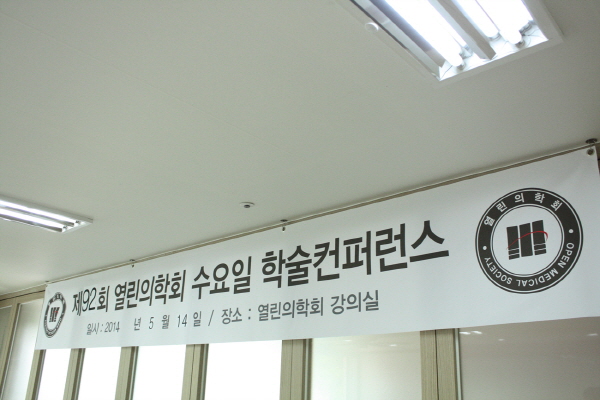 제92회 열린의학회 수요일 학술컨퍼런스
일시 : 2014 년 5 월 14 일 / 장소 : 열린의학회 강의실
열린의학회
OPEN MEDICAL SOCIETY